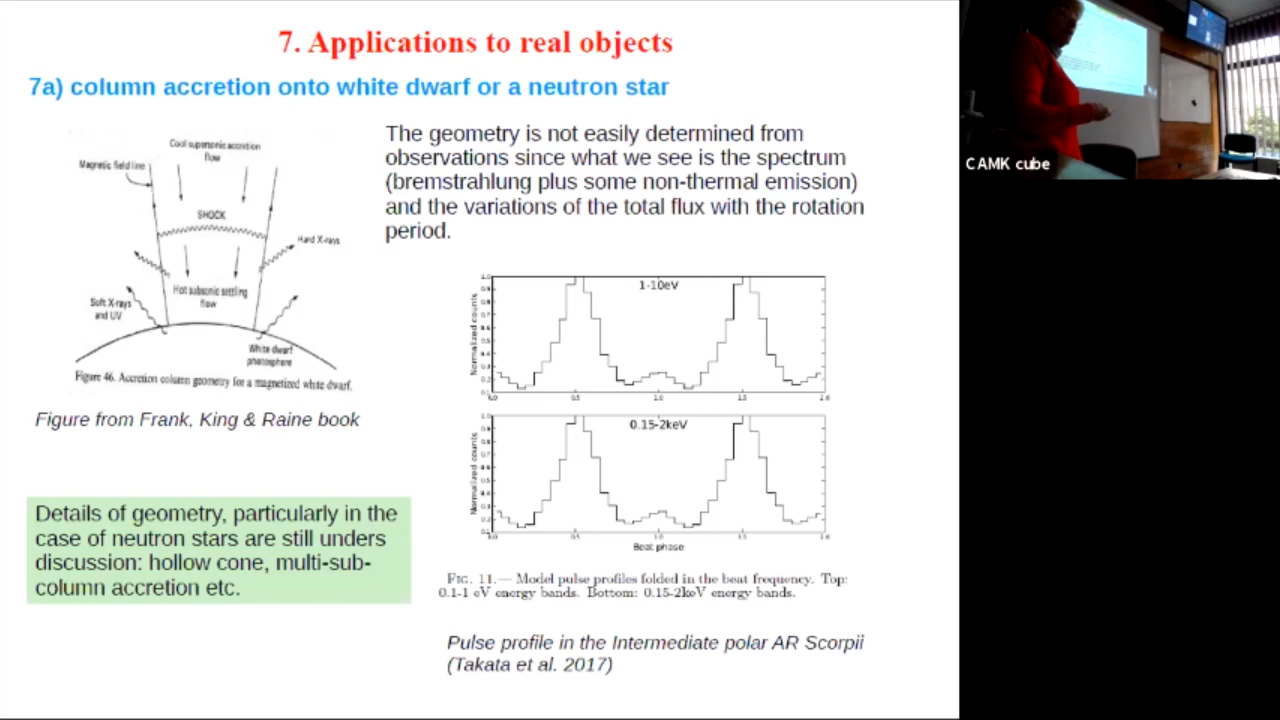 7. Applications to real objects
7a) column accretion onto white dwarf or a neutron star
Cool supersonic accretion
flow
Magnetic field line
SHOCK
Hard X-rays
Hot subsonic settling
flow
Soft X-rays
and UV
White dwarf
photosphere
Figure 46. Accretion column geometry for a magnetized white dwarf.
Figure from Frank, King & Raine book
The geometry is not easily determined from
observations since what we see is the spectrum
(bremstrahlung plus some non-thermal emission)
and the variations of the total flux with the rotation
period.
1-10eV
Normalized counts
0.15-2keV
Normalized counts
Beat phase
FIG. 11.— Model pulse profiles folded in the beat frequency. Top:
0.1-1 eV energy bands. Bottom: 0.15-2keV energy bands.
Pulse profile in the Intermediate polar AR Scorpii
(Takata et al. 2017)
Details of geometry, particularly in the
case of neutron stars are still unders
discussion: hollow cone, multi-sub-
column accretion etc.
CAMK cube